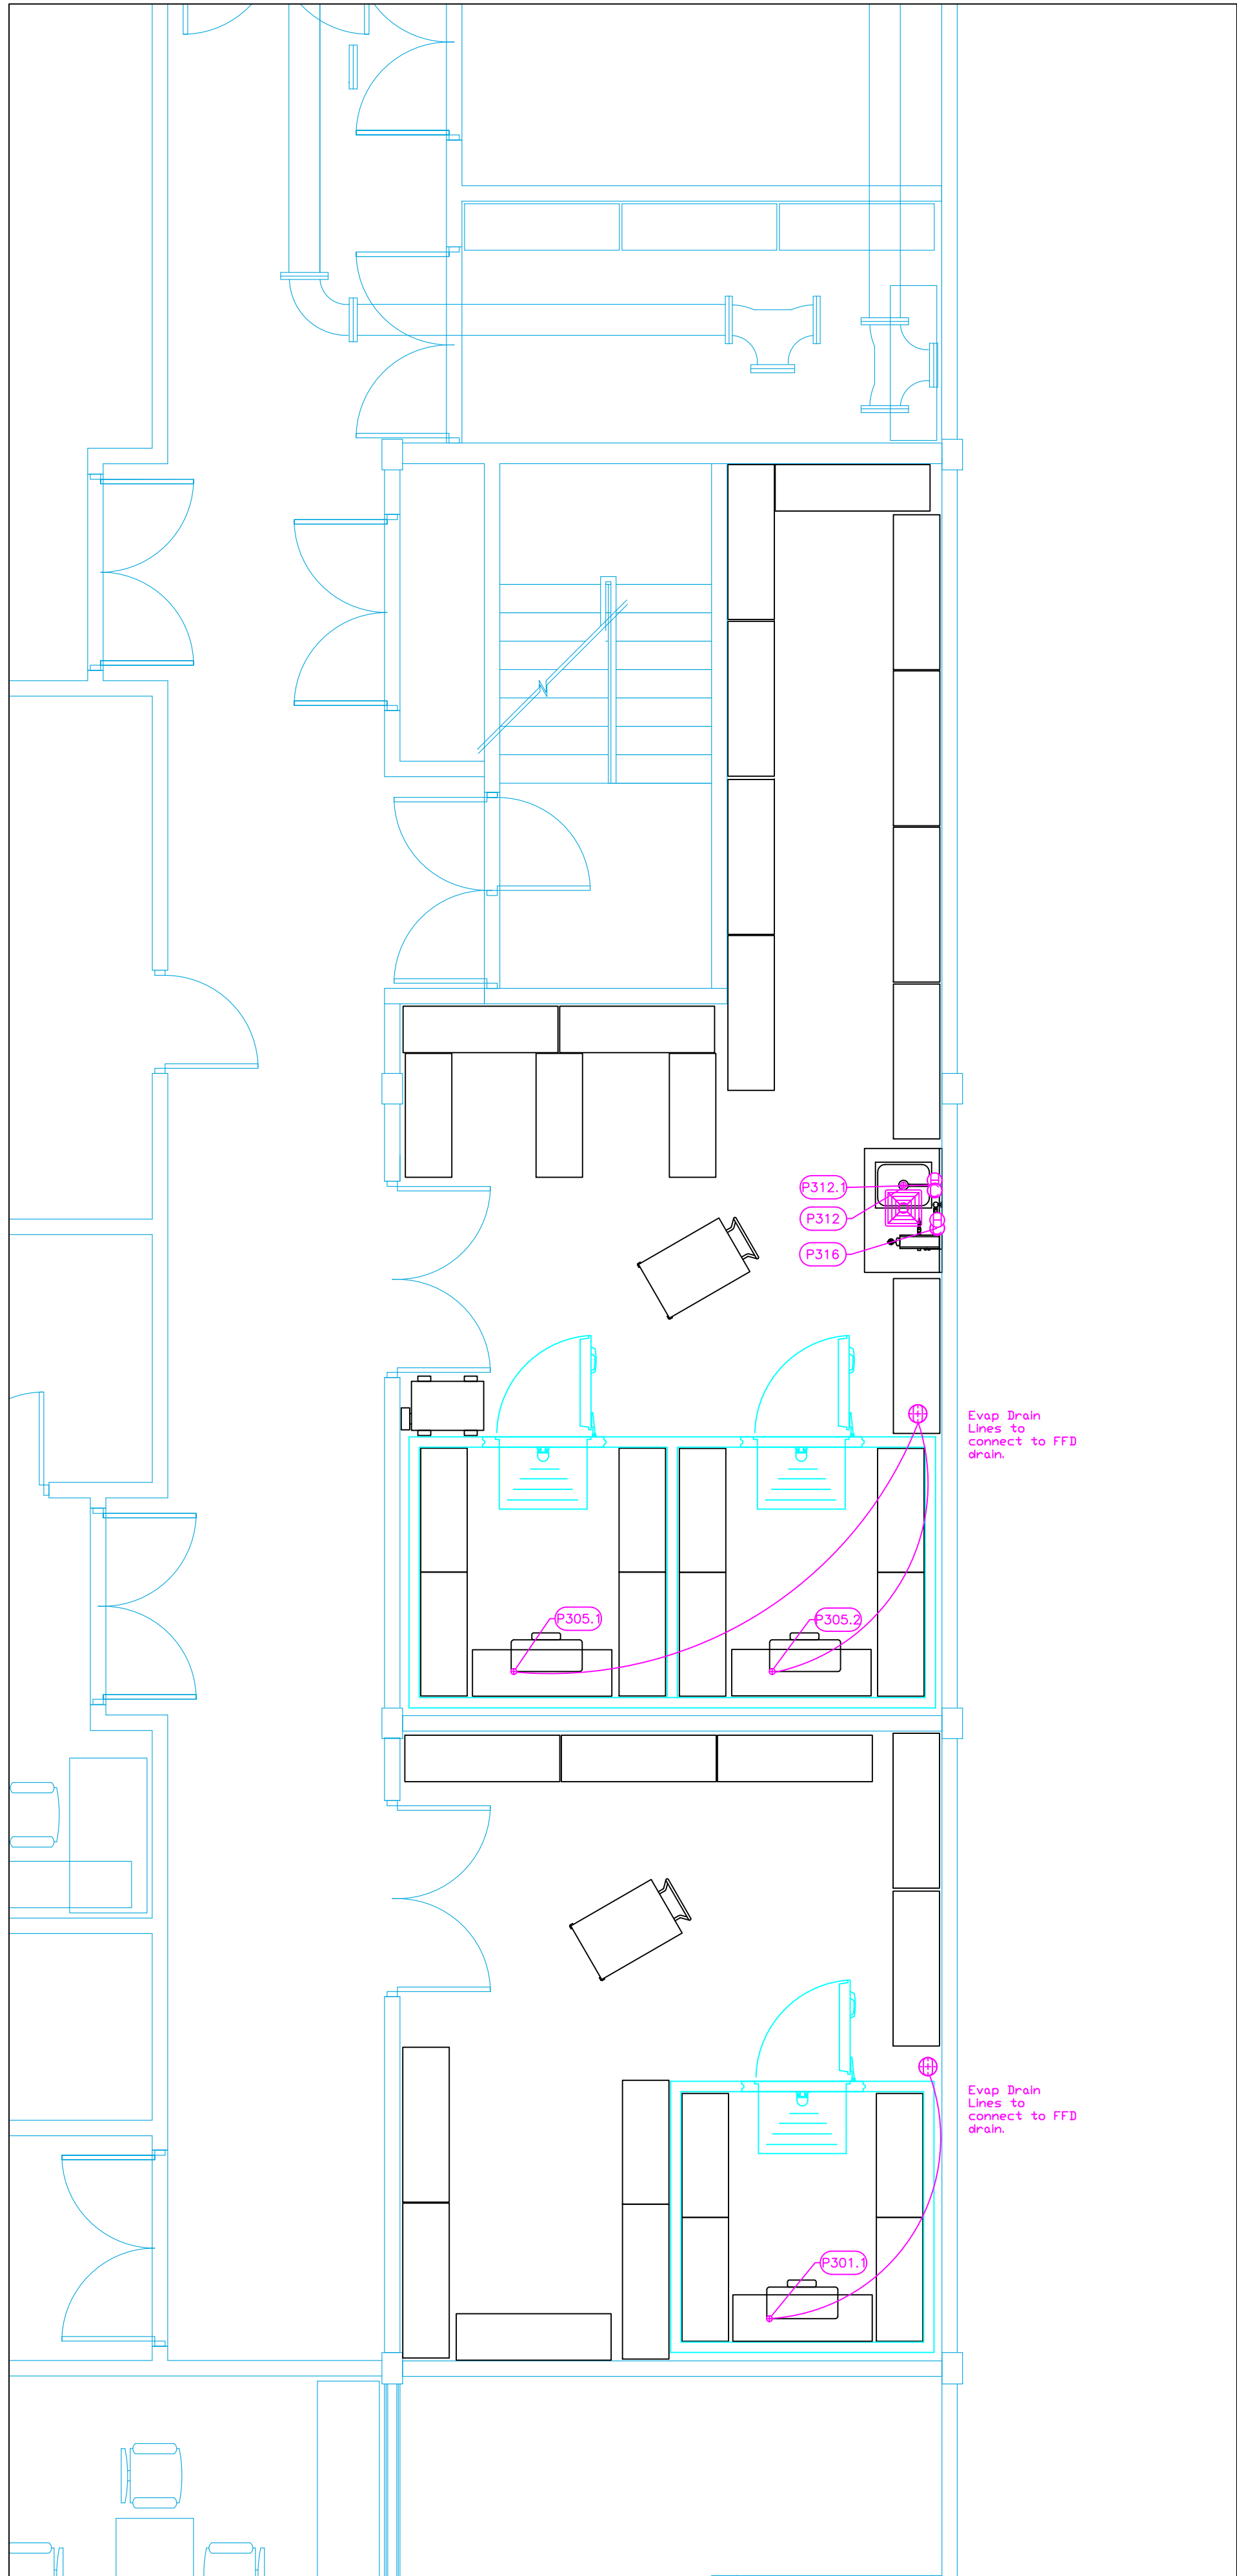 P312.1
P312
P316
Evap Drain
Lines to
connect to FFD
drain.
P305.1
P305.2
Evap Drain
Lines to
connect to FFD
drain.
P301.1